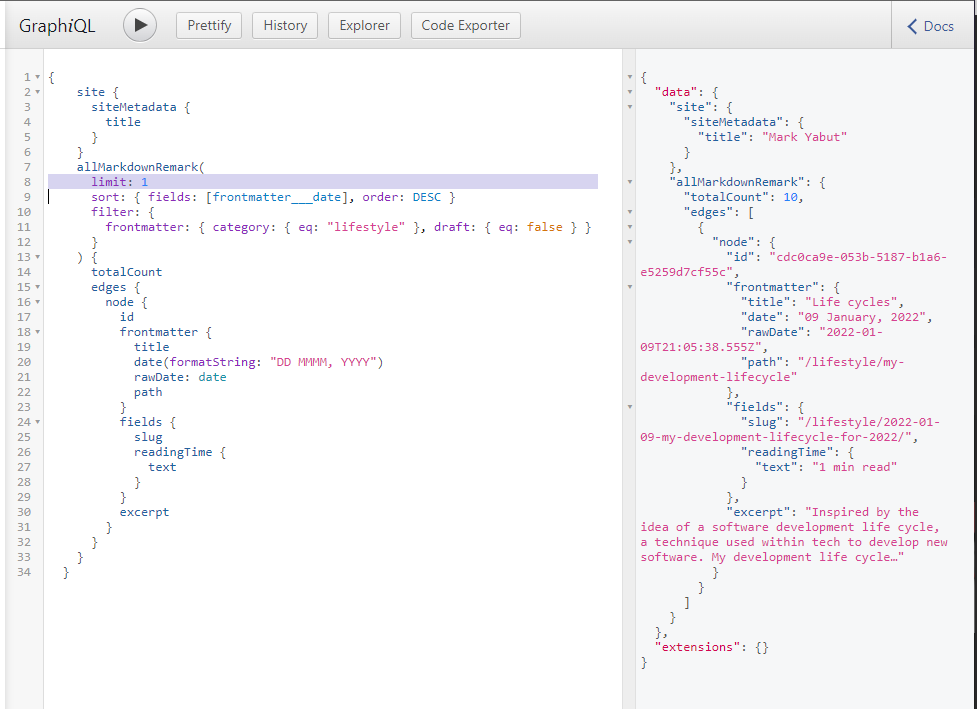 GraphiQL Prettify History Explorer Code Exporter Docs
1 {
2 site {
3 siteMetadata {
4 title
5 }
6 }
7 allMarkdownRemark(
8 limit: 1
9 sort: { fields: [frontmatter___date], order: DESC }
10 filter: {
11 frontmatter: { category: { eq: "lifestyle" }, draft: { eq: false } }
12 }
13 ) {
14 totalCount
15 edges {
16 node {
17 id
18 frontmatter {
19 title
20 date(formatString: "DD MMMM, YYYY")
21 rawDate: date
22 path
23 }
24 fields {
25 slug
26 readingTime {
27 text
28 }
29 }
30 excerpt
31 }
32 }
33 }
34 }
{
"data": {
"site": {
"siteMetadata": {
"title": "Mark Yabut"
}
},
"allMarkdownRemark": {
"totalCount": 10,
"edges": [
{
"node": {
"id": "cdc0ca9e-053b-5187-b1a6-
e5259d7cf55c",
"frontmatter": {
"title": "Life cycles",
"date": "09 January, 2022",
"rawDate": "2022-01-
09T21:05:38.555Z",
"path": "/lifestyle/my-
development-lifecycle"
},
"fields": {
"slug": "/lifestyle/2022-01-
09-my-development-lifecycle-for-2022/",
"readingTime": {
"text": "1 min read"
}
},
"excerpt": "Inspired by the
idea of a software development life cycle,
a technique used within tech to develop new
software. My development life cycle…"
}
}
]
}
},
"extensions": {}
}